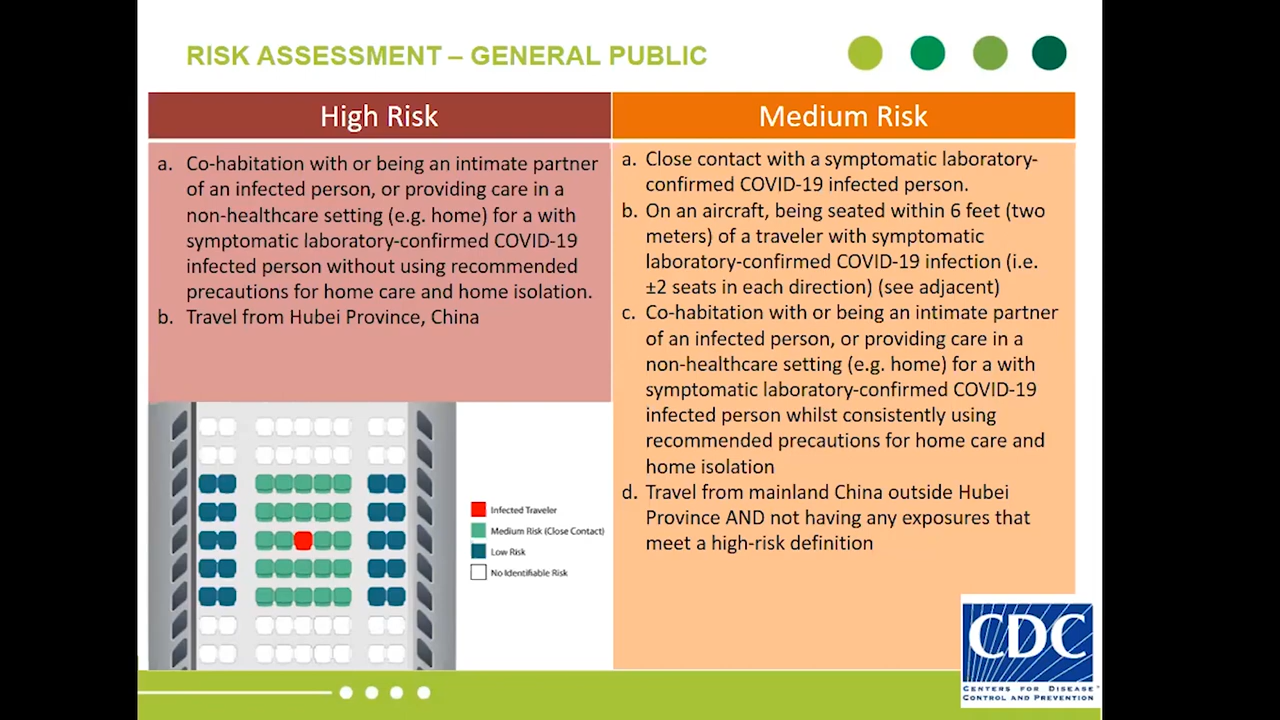 RISK ASSESSMENT – GENERAL PUBLIC
High Risk
a. Co-habitation with or being an intimate partner
of an infected person, or providing care in a
non-healthcare setting (e.g. home) for a with
symptomatic laboratory-confirmed COVID-19
infected person without using recommended
precautions for home care and home isolation.
b. Travel from Hubei Province, China
Infected Traveler
Medium Risk (Close Contact)
Low Risk
No Identifiable Risk
Medium Risk
a. Close contact with a symptomatic laboratory-
confirmed COVID-19 infected person.
b. On an aircraft, being seated within 6 feet (two
meters) of a traveler with symptomatic
laboratory-confirmed COVID-19 infection (i.e.
±2 seats in each direction) (see adjacent)
c. Co-habitation with or being an intimate partner
of an infected person, or providing care in a
non-healthcare setting (e.g. home) for a with
symptomatic laboratory-confirmed COVID-19
infected person whilst consistently using
recommended precautions for home care and
home isolation
d. Travel from mainland China outside Hubei
Province AND not having any exposures that
meet a high-risk definition
CDC
CENTERS FOR DISEASE
CONTROL AND PREVENTION